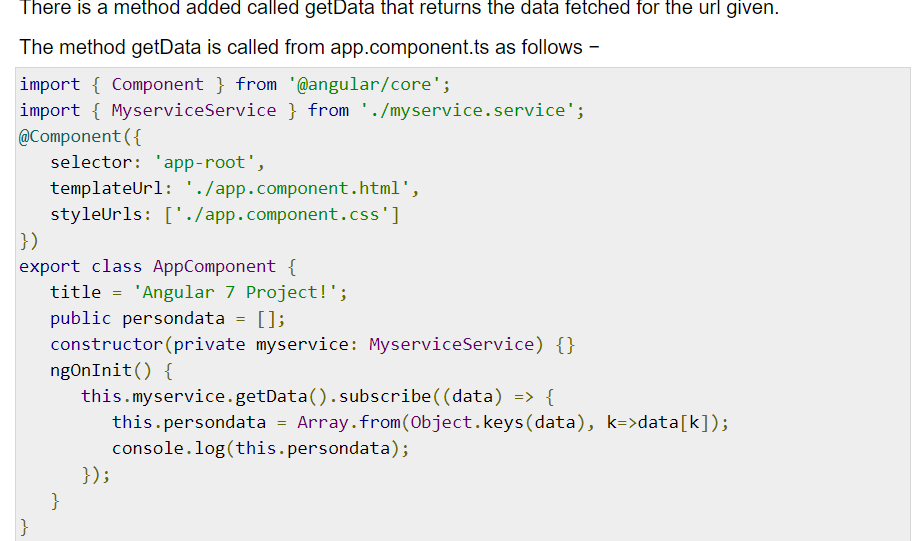 There is a method added called getData that returns the data fetched for the url given.
The method getData is called from app.component.ts as follows −
import { Component } from '@angular/core';
import { MyserviceService } from './myservice.service';
@Component({
   selector: 'app-root',
   templateUrl: './app.component.html',
   styleUrls: ['./app.component.css']
})
export class AppComponent {
   title = 'Angular 7 Project!';
   public persondata = [];
   constructor(private myservice: MyserviceService) {}
   ngOnInit() {
      this.myservice.getData().subscribe((data) => {
         this.persondata = Array.from(Object.keys(data), k=>data[k]);
         console.log(this.persondata);
      });
   }
}